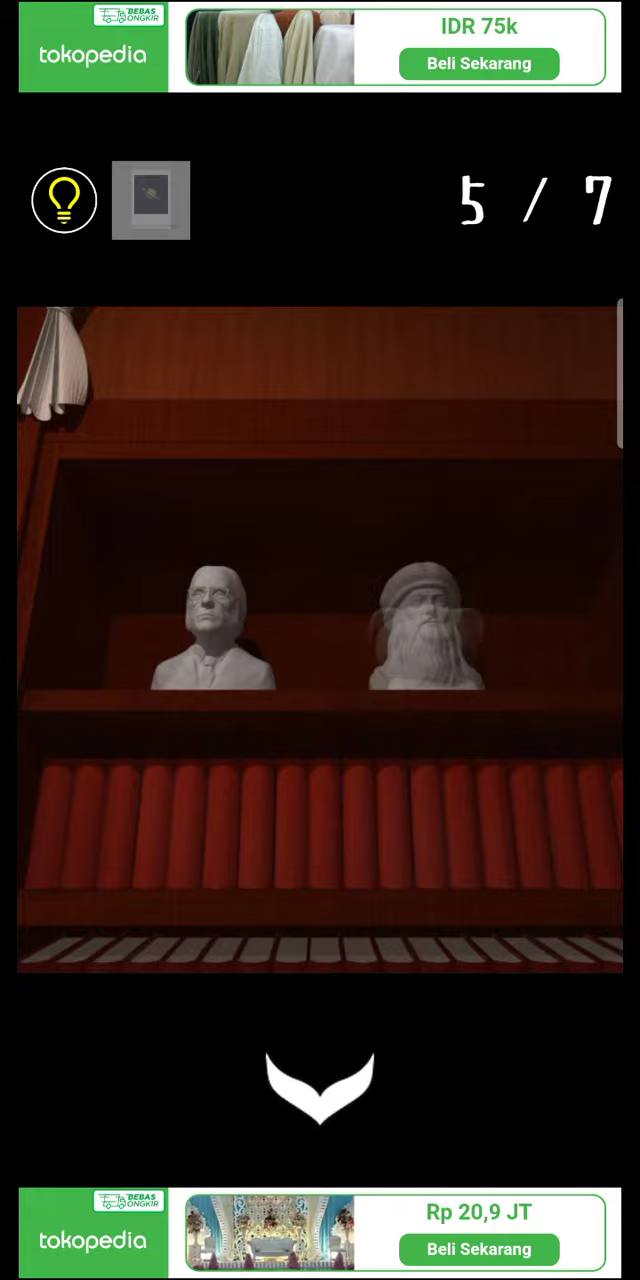 BEBAS
ONGKIR
tokopedia
IDR 75k
Beli Sekarang
5 / 7
BEBAS
ONGKIR
tokopedia
Rp 20,9 JT
Beli Sekarang